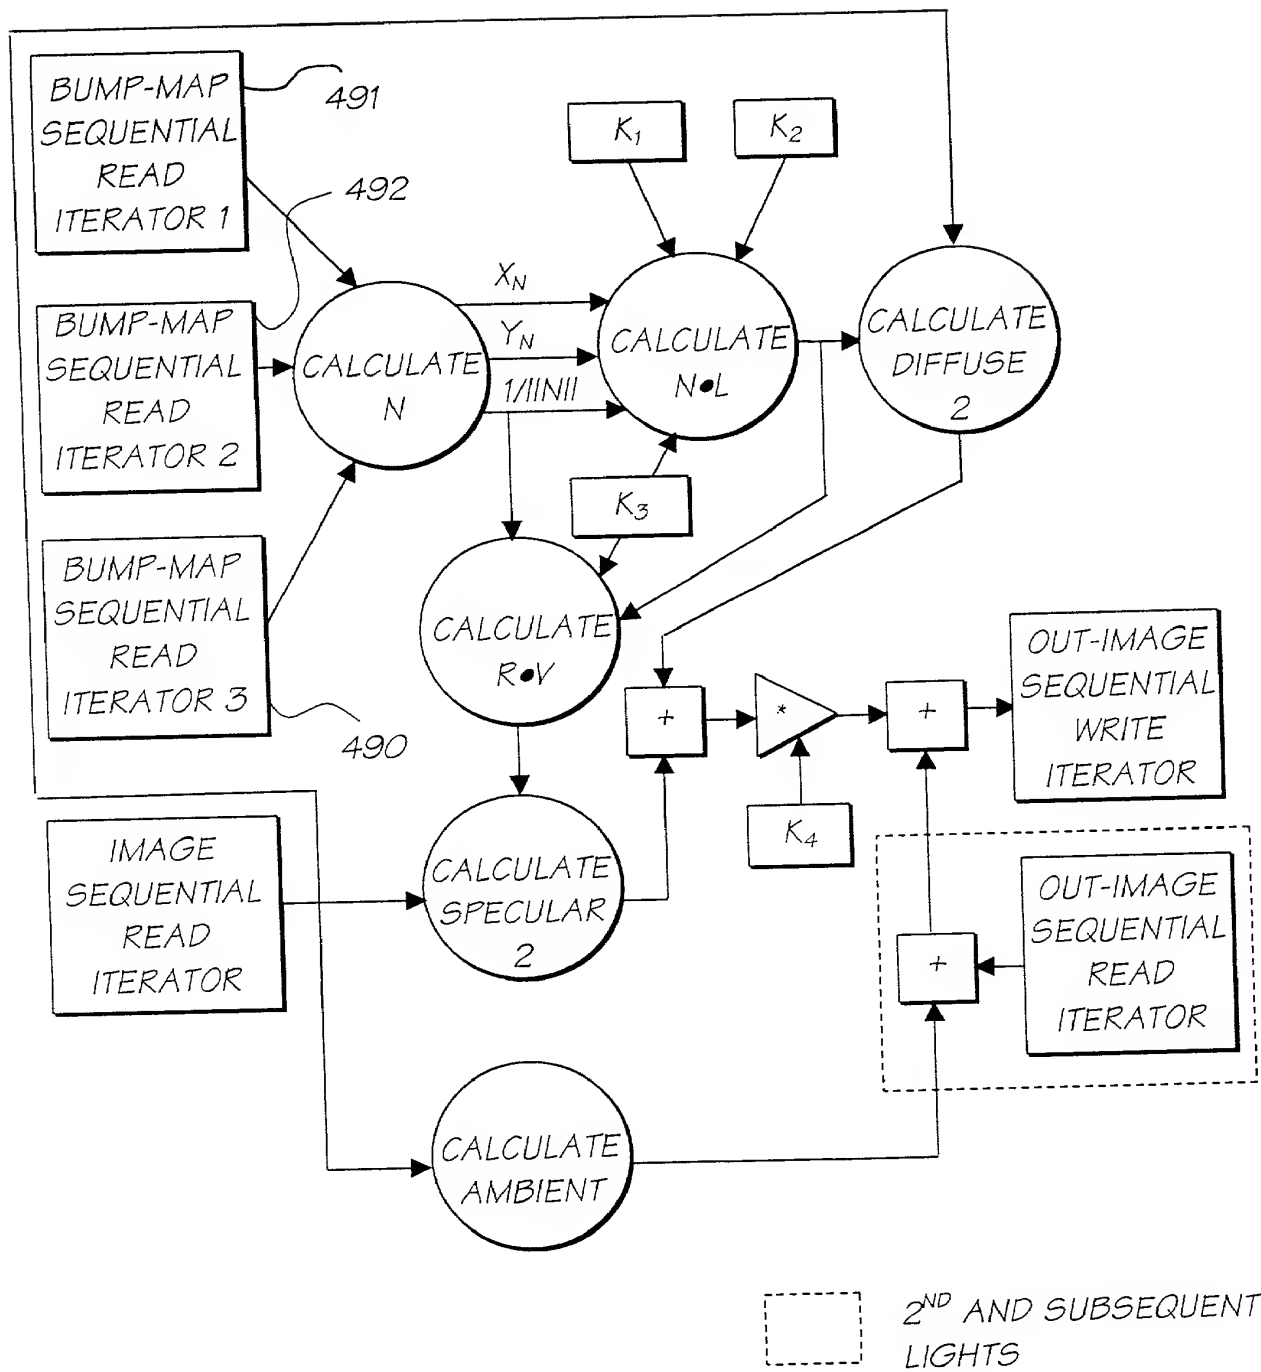 BUMP-MAP
SEQUENTIAL
READ
ITERATOR 1
491
K1
K2
492
BUMP-MAP
SEQUENTIAL
READ
ITERATOR 2
CALCULATE
N
XN
YN
1/||N||
CALCULATE
N●L
CALCULATE
DIFFUSE
2
K3
BUMP-MAP
SEQUENTIAL
READ
ITERATOR 3
490
CALCULATE
R●V
+
*
+
K4
OUT-IMAGE
SEQUENTIAL
WRITE
ITERATOR
IMAGE
SEQUENTIAL
READ
ITERATOR
CALCULATE
SPECULAR
2
+
OUT-IMAGE
SEQUENTIAL
READ
ITERATOR
CALCULATE
AMBIENT
2ND AND SUBSEQUENT
LIGHTS